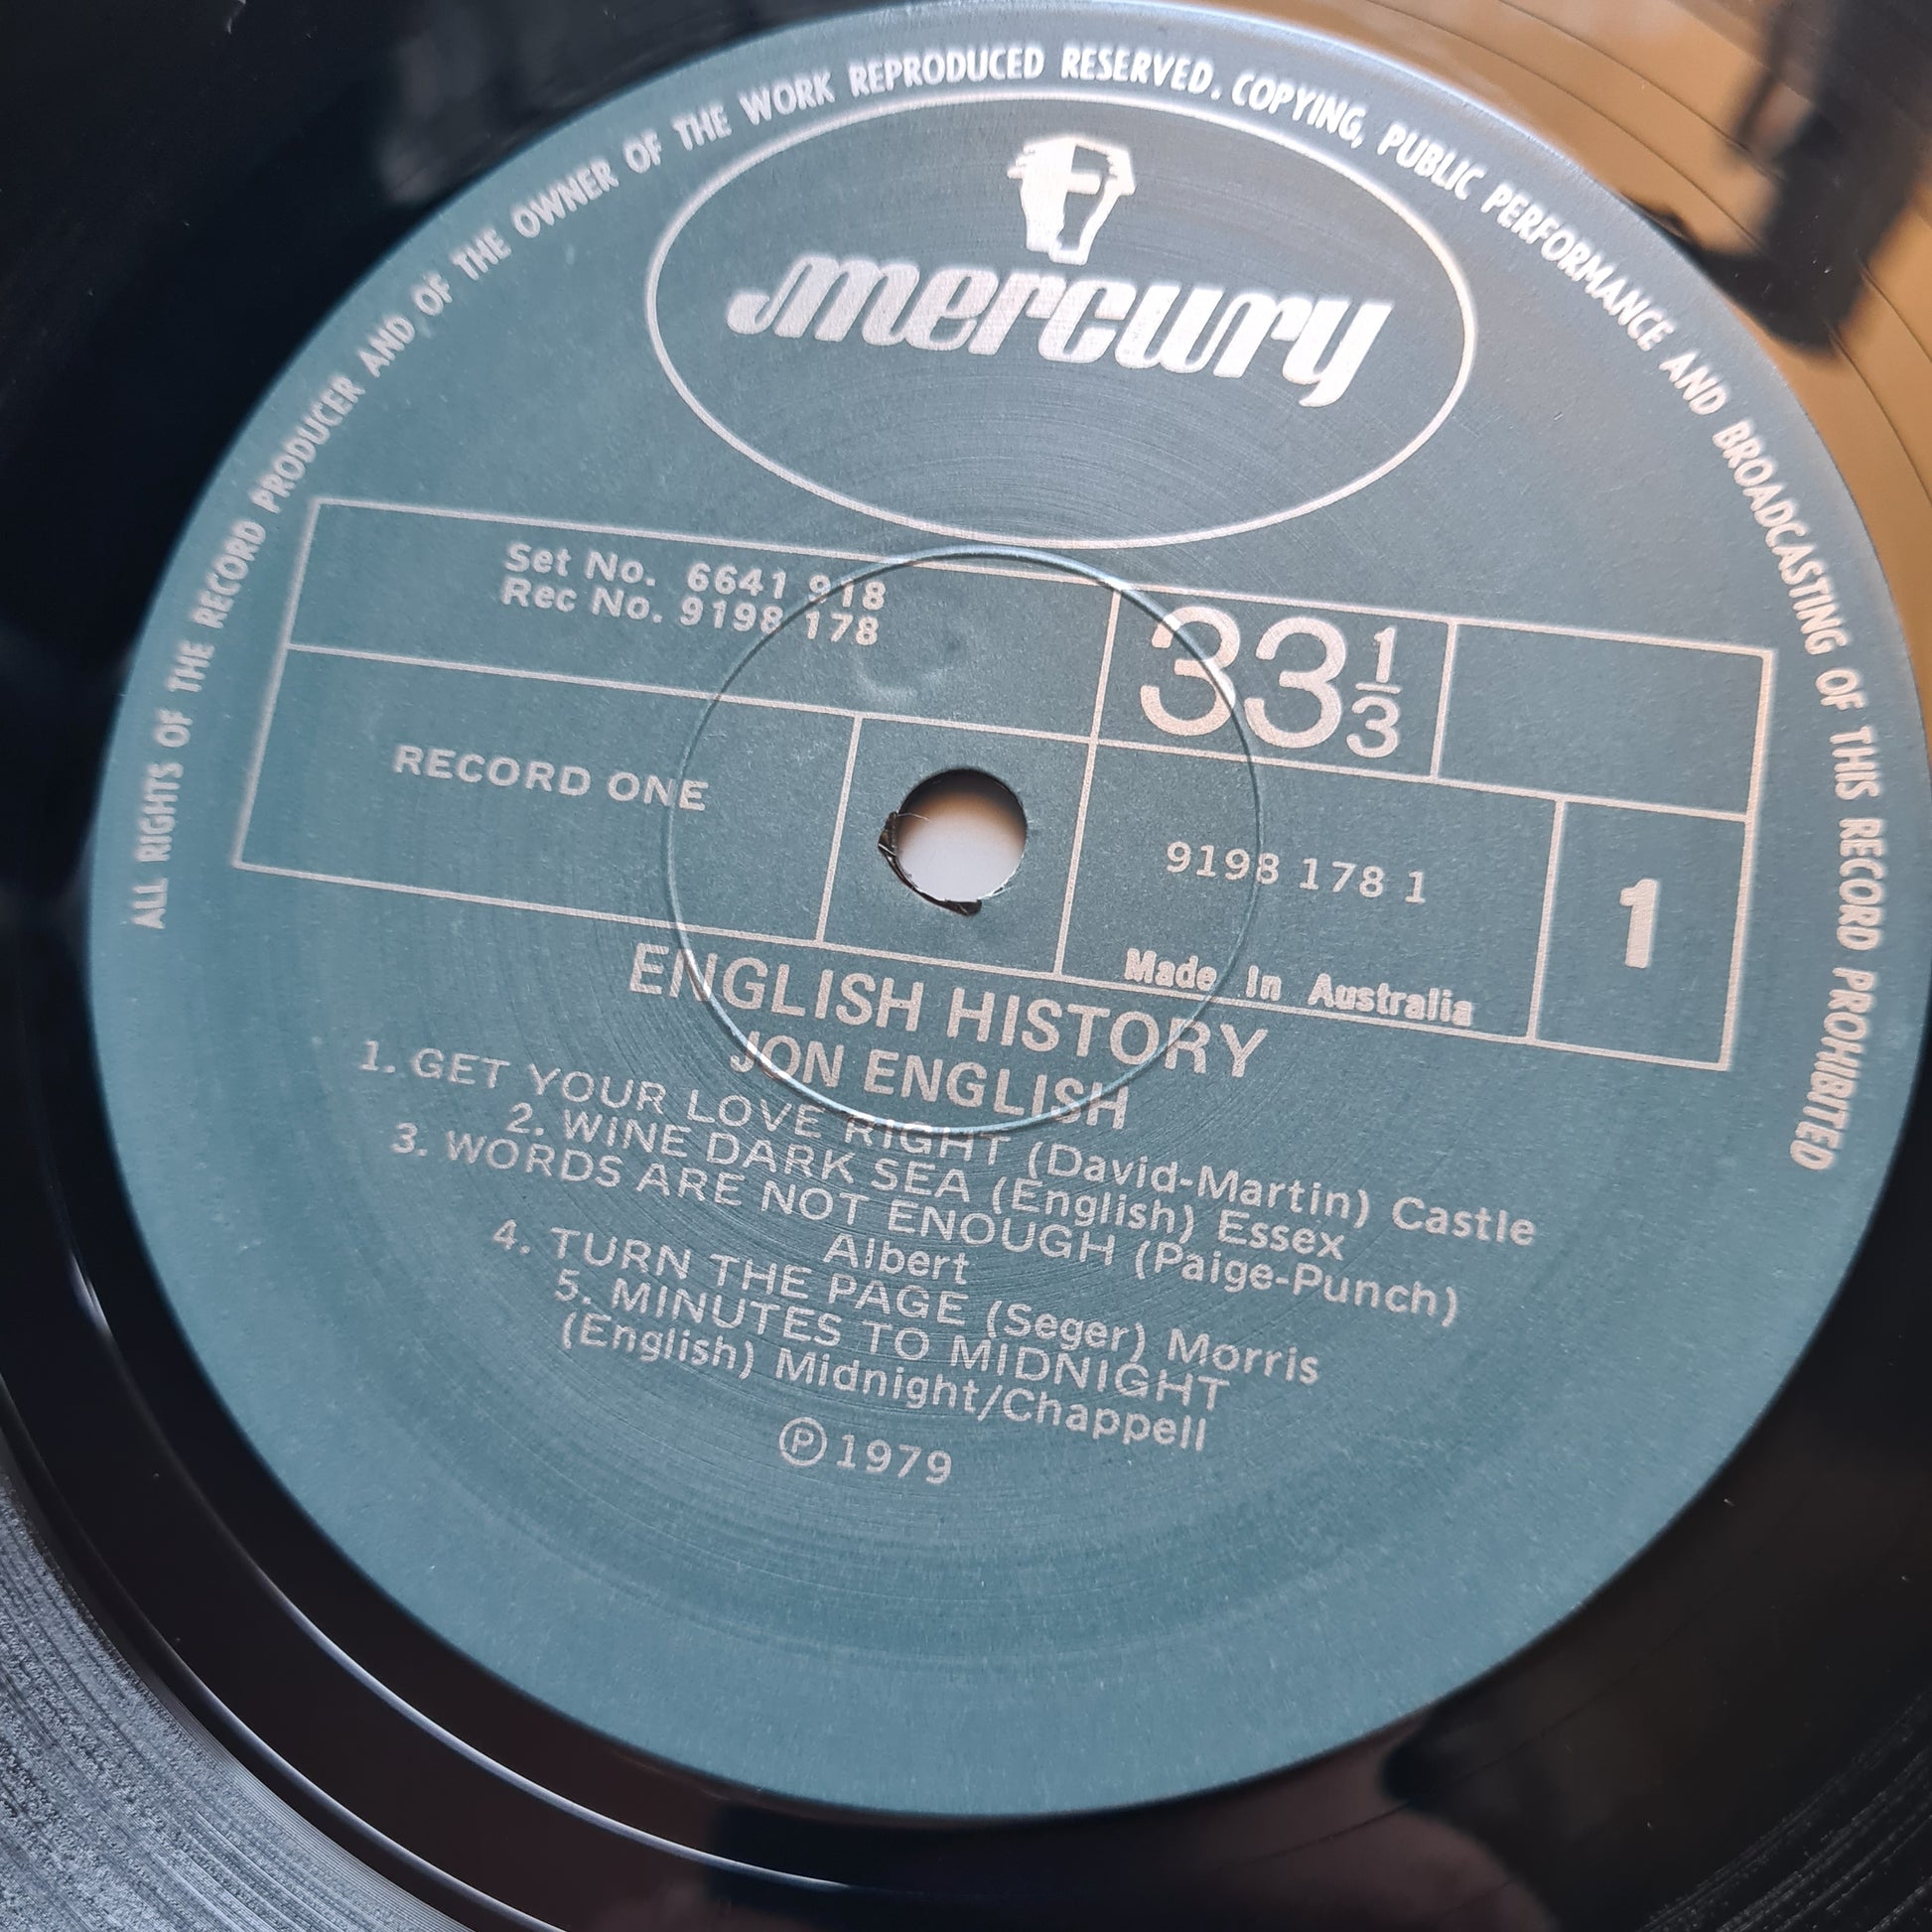 ALL RIGHTS OF THE RECORD PRODUCER AND OF THE OWNER OF THE WORK REPRODUCED RESERVED. COPYING, PUBLIC PERFORMANCE AND BROADCASTING OF THIS RECORD PROHIBITED
mercury
Set No. 6641 918
Rec No. 9198 178
33 1/3
RECORD ONE
9198 178 1
1
Made In Australia
ENGLISH HISTORY
JON ENGLISH
1. GET YOUR LOVE RIGHT (David-Martin) Castle
2. WINE DARK SEA (English) Essex
3. WORDS ARE NOT ENOUGH (Paige-Punch)
Albert
4. TURN THE PAGE (Seger) Morris
5. MINUTES TO MIDNIGHT
(English) Midnight/Chappell
Ⓟ1979